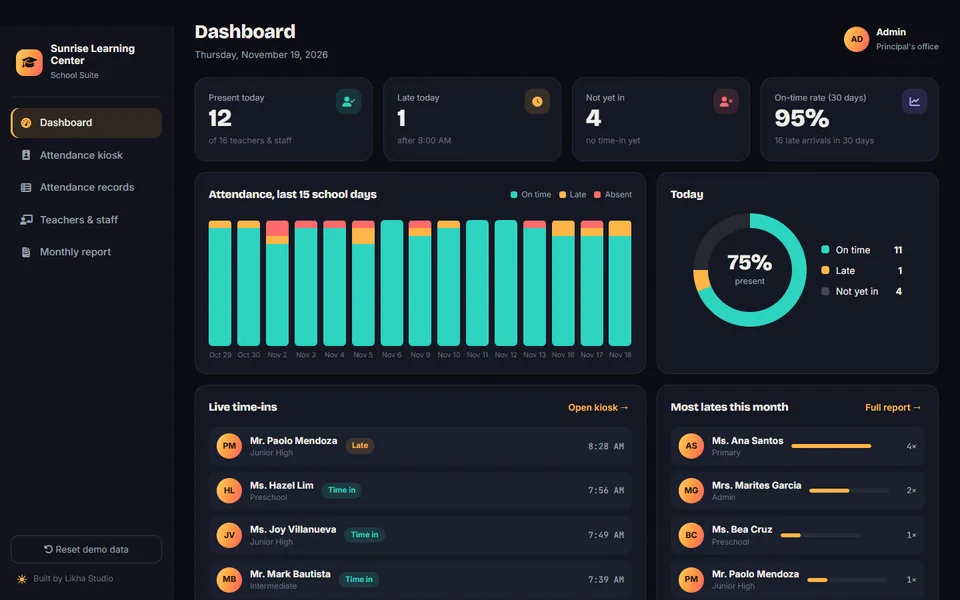 Sunrise Learning
Center
School Suite
Dashboard
Attendance kiosk
Attendance records
Teachers & staff
Monthly report
Reset demo data
Built by Likha Studio
Dashboard
Thursday, November 19, 2026
AD
Admin
Principal's office
Present today
12
of 16 teachers & staff
Late today
1
after 8:00 AM
Not yet in
4
no time-in yet
On-time rate (30 days)
95%
16 late arrivals in 30 days
Attendance, last 15 school days
On time Late Absent
Oct 29 Oct 30 Nov 2 Nov 3 Nov 4 Nov 5 Nov 6 Nov 9 Nov 10 Nov 11 Nov 12 Nov 13 Nov 16 Nov 17 Nov 18
Today
75%
present
On time 11
Late 1
Not yet in 4
Live time-ins
Open kiosk →
PM Mr. Paolo Mendoza Late 8:28 AM
Junior High
HL Ms. Hazel Lim Time in 7:56 AM
Preschool
JV Ms. Joy Villanueva Time in 7:49 AM
Junior High
MB Mr. Mark Bautista Time in 7:39 AM
Intermediate
Most lates this month
Full report →
AS Ms. Ana Santos 4×
Primary
MG Mrs. Marites Garcia 2×
Admin
BC Ms. Bea Cruz 1×
Preschool
PM Mr. Paolo Mendoza 1×
Junior High